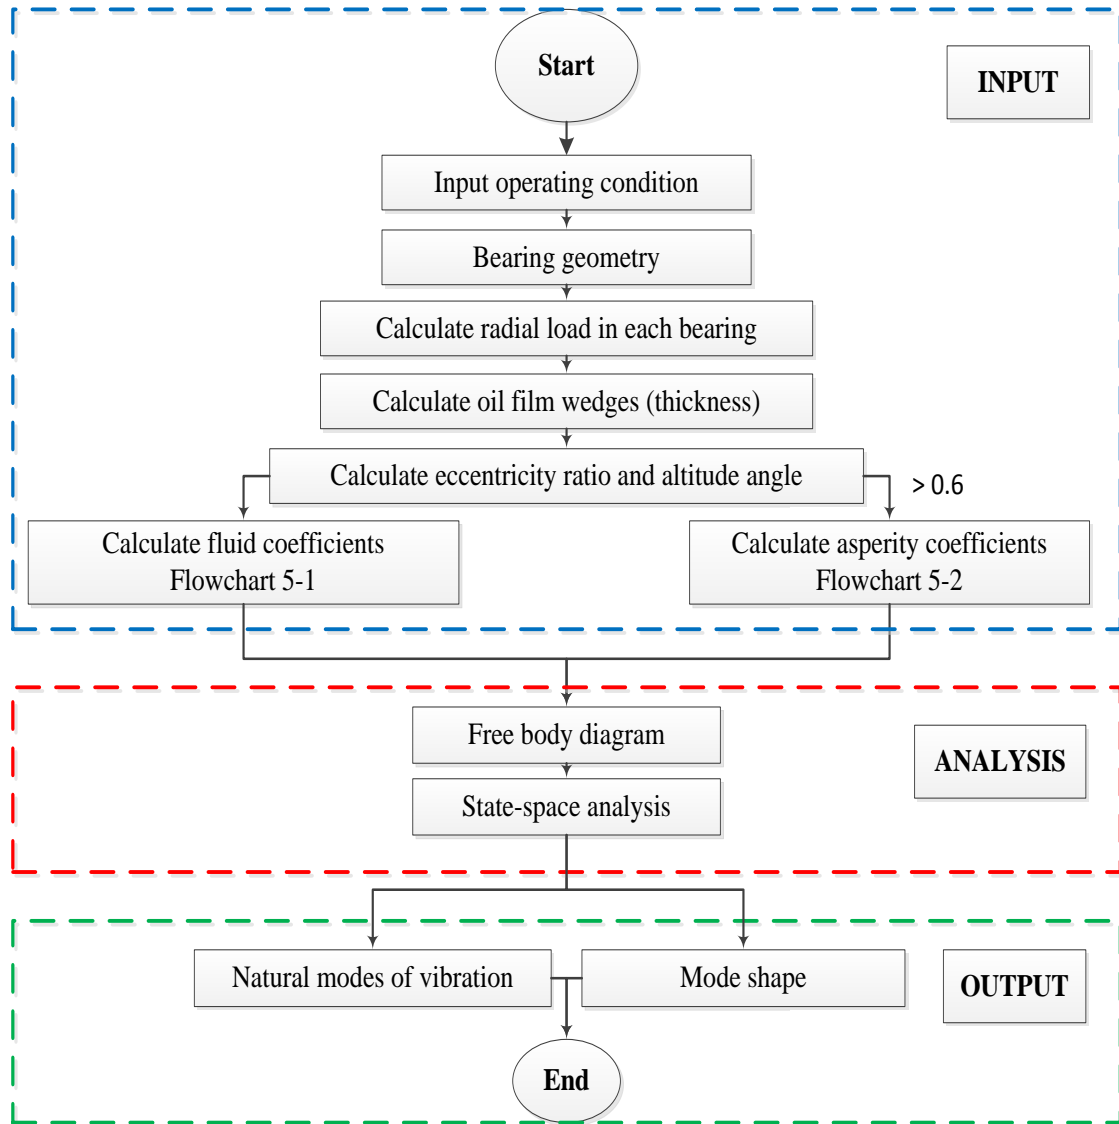 Start
INPUT
Input operating condition
Bearing geometry
Calculate radial load in each bearing
Calculate oil film wedges (thickness)
Calculate eccentricity ratio and altitude angle
> 0.6
Calculate fluid coefficients
Flowchart 5-1
Calculate asperity coefficients
Flowchart 5-2
Free body diagram
ANALYSIS
State-space analysis
Natural modes of vibration
Mode shape
OUTPUT
End